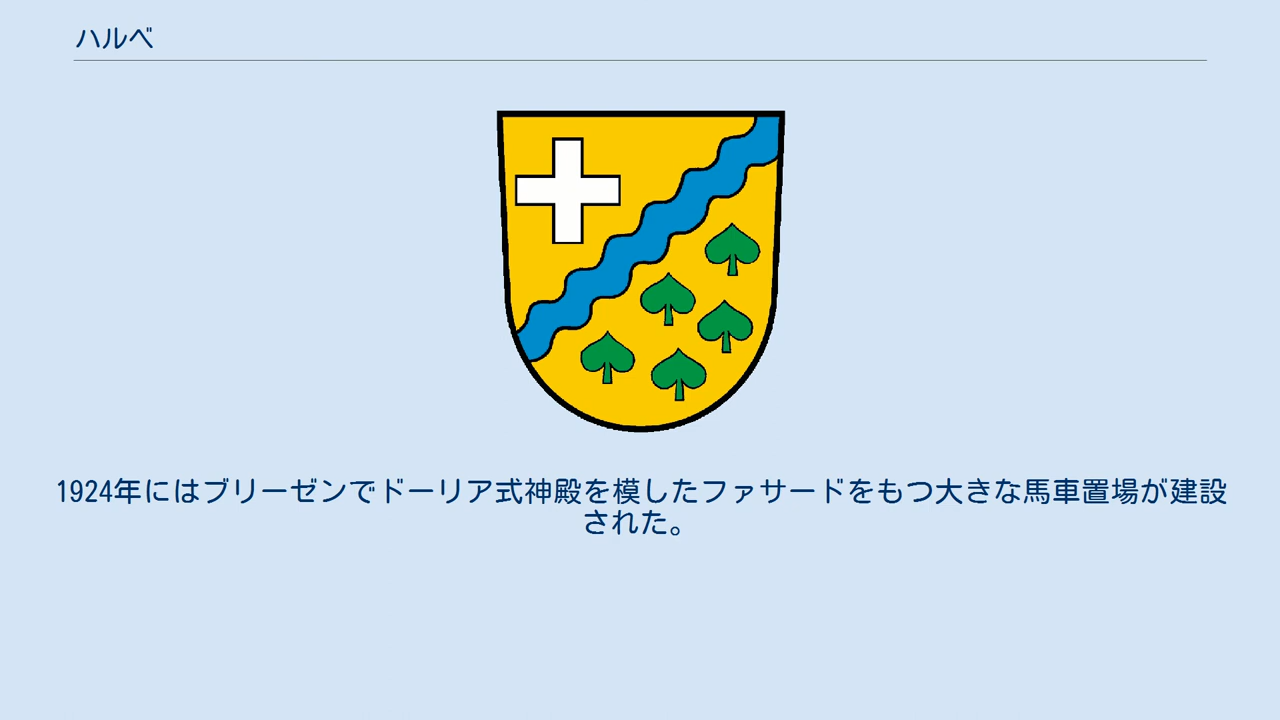 ハルベ
1924年にはブリーゼンでドーリア式神殿を模したファサードをもつ大きな馬車置場が建設
された。